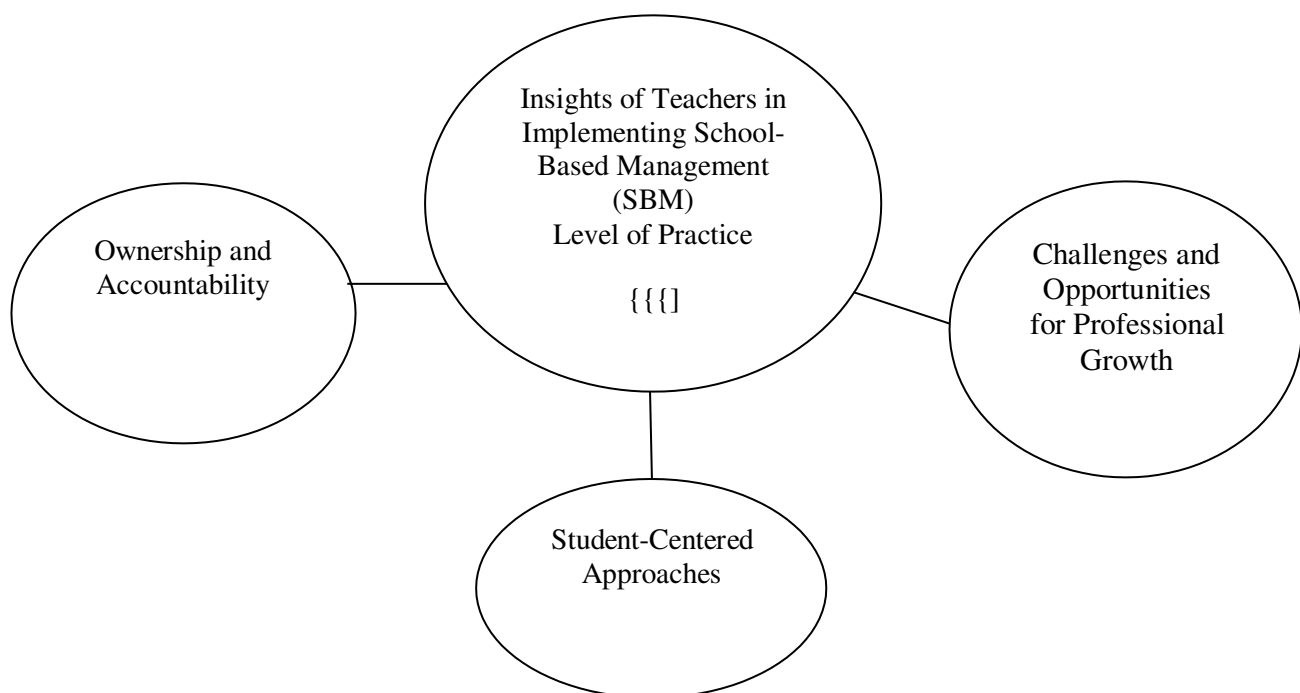 Insights of Teachers in
Implementing School-
Based Management
(SBM)
Level of Practice
{{{]
Ownership and
Accountability
Challenges and
Opportunities
for Professional
Growth
Student-Centered
Approaches